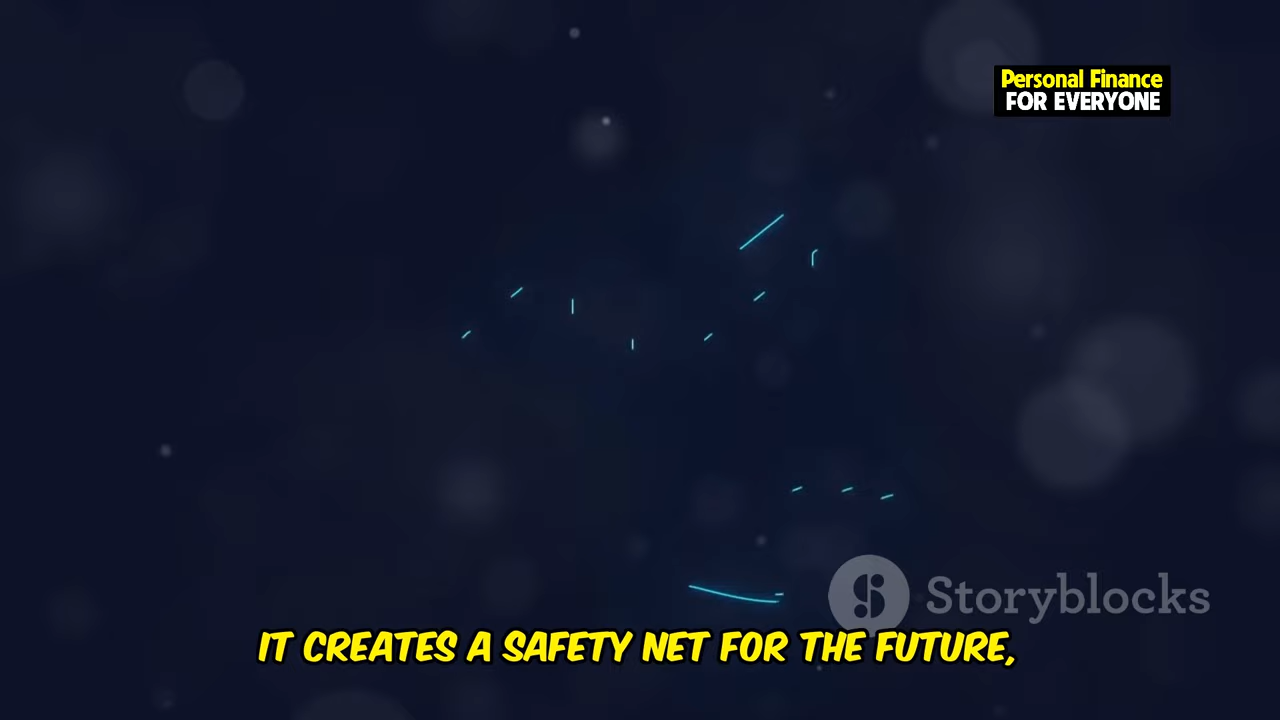 Personal Finance
FOR EVERYONE
Storyblocks
IT CREATES A SAFETY NET FOR THE FUTURE,